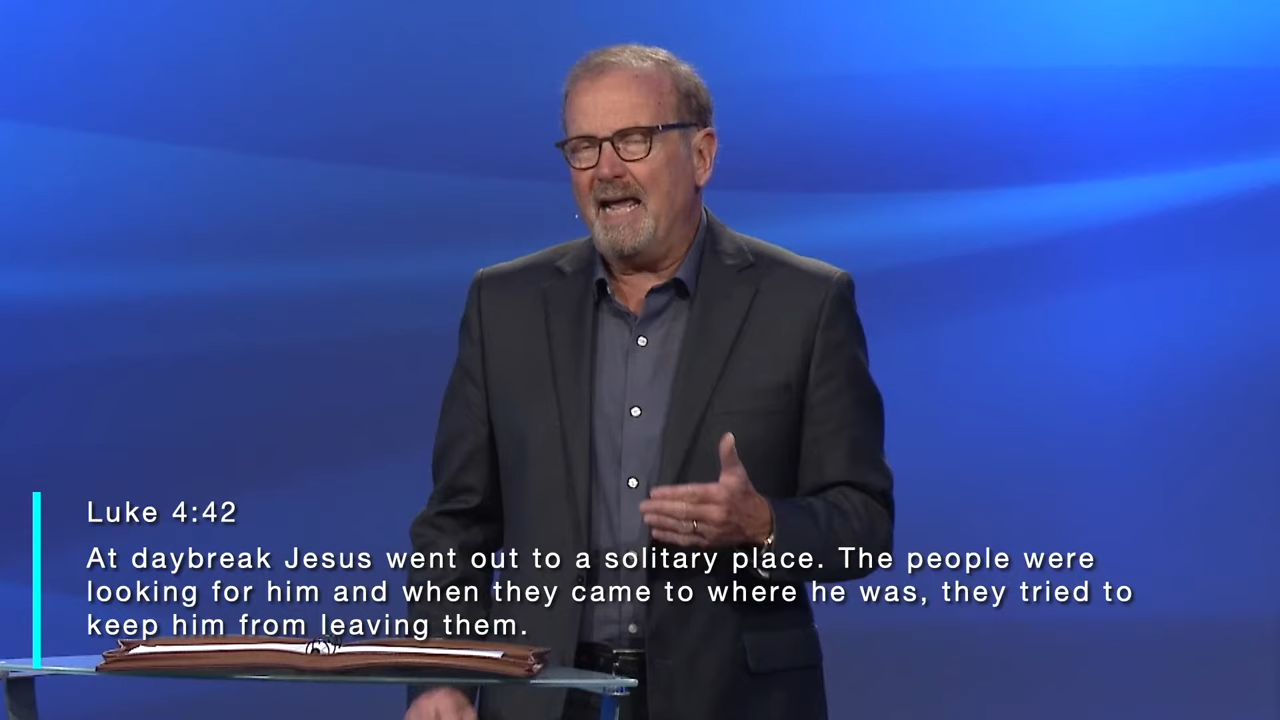 Luke 4:42
At daybreak Jesus went out to a solitary place. The people were
looking for him and when they came to where he was, they tried to
keep him from leaving them.